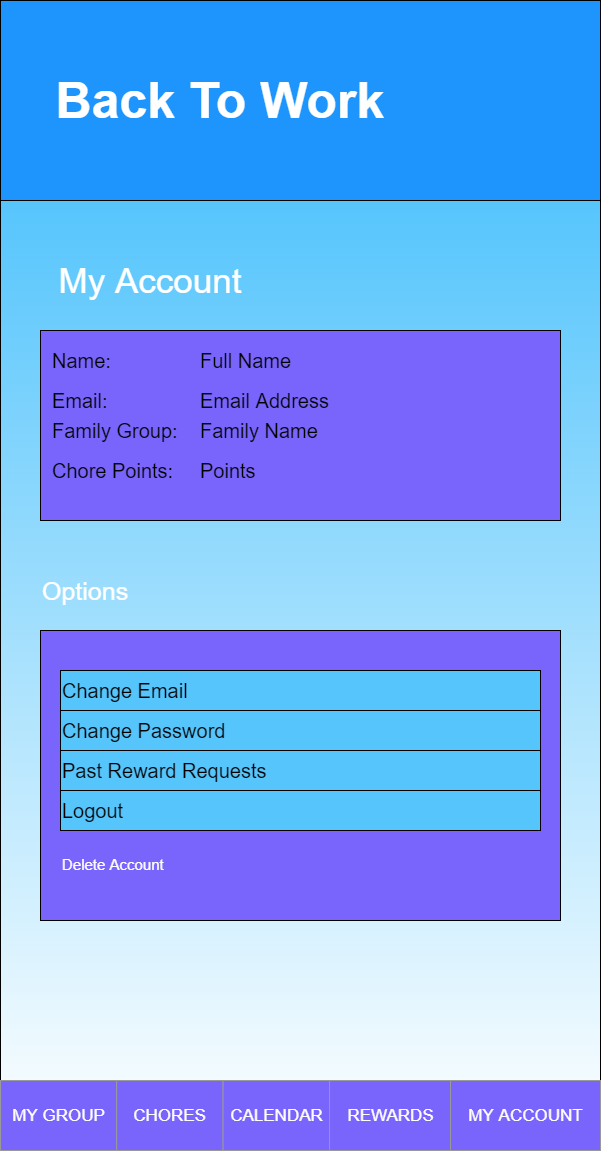 Back To Work
My Account
Name: Full Name
Email: Email Address
Family Group: Family Name
Chore Points: Points
Options
Change Email
Change Password
Past Reward Requests
Logout
Delete Account
MY GROUP CHORES CALENDAR REWARDS MY ACCOUNT